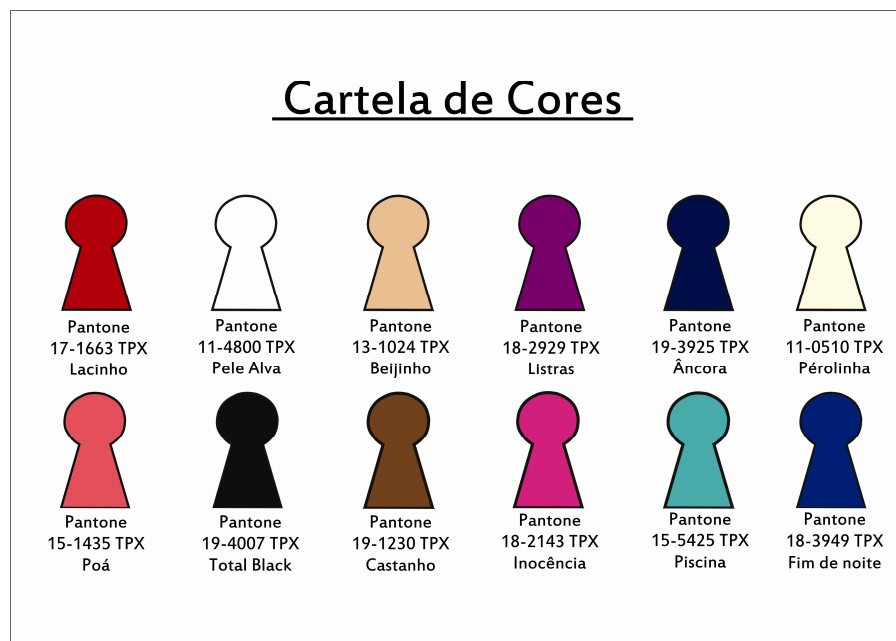 Cartela de Cores
Pantone
17-1663 TPX
Lacinho
Pantone
11-4800 TPX
Pele Alva
Pantone
13-1024 TPX
Beijinho
Pantone
18-2929 TPX
Listras
Pantone
19-3925 TPX
Âncora
Pantone
11-0510 TPX
Pérolinha
Pantone
15-1435 TPX
Poá
Pantone
19-4007 TPX
Total Black
Pantone
19-1230 TPX
Castanho
Pantone
18-2143 TPX
Inocência
Pantone
15-5425 TPX
Piscina
Pantone
18-3949 TPX
Fim de noite